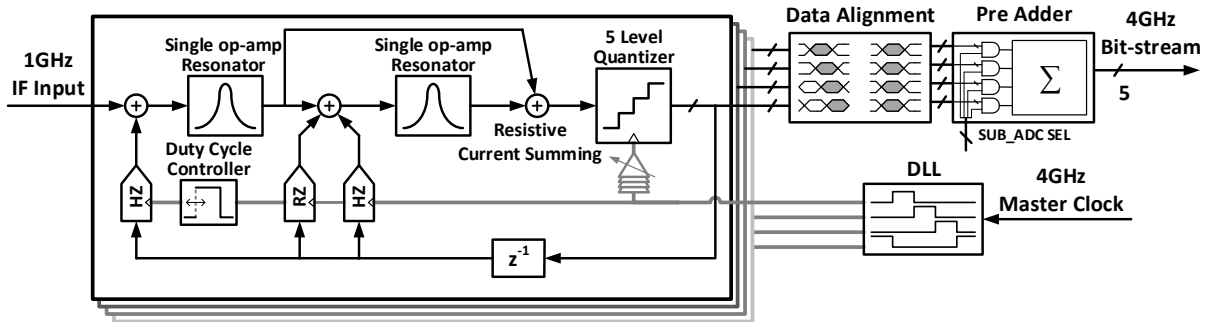 1GHz
IF Input
Single op-amp
Resonator
Single op-amp
Resonator
5 Level
Quantizer
Data Alignment
Pre Adder
4GHz
Bit-stream
5
+
+
+
Σ
Resistive
Current Summing
SUB_ADC SEL
Duty Cycle
Controller
HZ
RZ
HZ
DLL
4GHz
Master Clock
z-1